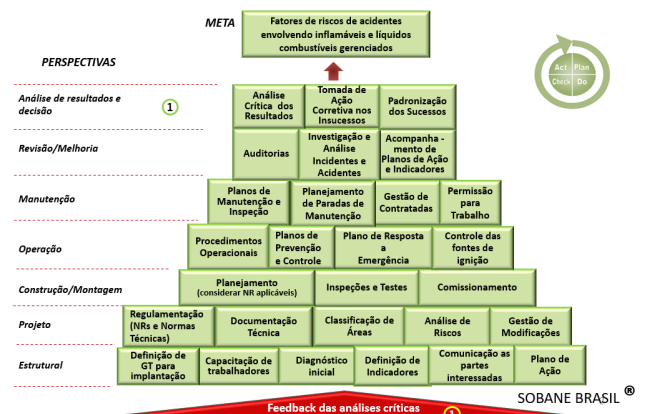 META
Fatores de riscos de acidentes
envolvendo inflamáveis e líquidos
combustíveis gerenciados
PERSPECTIVAS
Act Plan
Check Do
Análise de resultados e
decisão
1
Análise
Crítica dos
Resultados
Tomada de
Ação
Corretiva nos
Insucessos
Padronização
dos Sucessos
Revisão/Melhoria
Auditorias
Investigação e
Análise
Incidentes e
Acidentes
Acompanha -
mento de
Planos de Ação
e Indicadores
Manutenção
Planos de
Manutenção e
Inspeção
Planejamento
de Paradas de
Manutenção
Gestão de
Contratadas
Permissão
para
Trabalho
Operação
Procedimentos
Operacionais
Planos de
Prevenção
e Controle
Plano de Resposta
a
Emergência
Controle das
fontes de
ignição
Construção/Montagem
Planejamento
(considerar NR aplicáveis)
Inspeções e Testes
Comissionamento
Projeto
Regulamentação
(NRs e Normas
Técnicas)
Documentação
Técnica
Classificação de
Áreas
Análise de
Riscos
Gestão de
Modificações
Estrutural
Definição de
GT para
implantação
Capacitação de
trabalhadores
Diagnóstico
inicial
Definição de
Indicadores
Comunicação as
partes
interessadas
Plano de
Ação
SOBANE BRASIL ®
Feedback das análises críticas
1